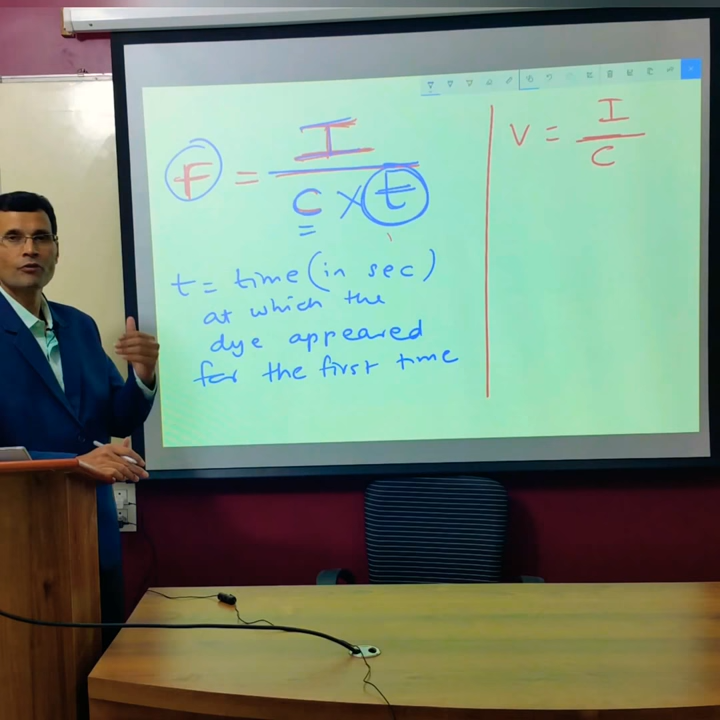 F = I / C × t
t = time (in sec)
at which the
dye appeared
for the first time
V = I / C